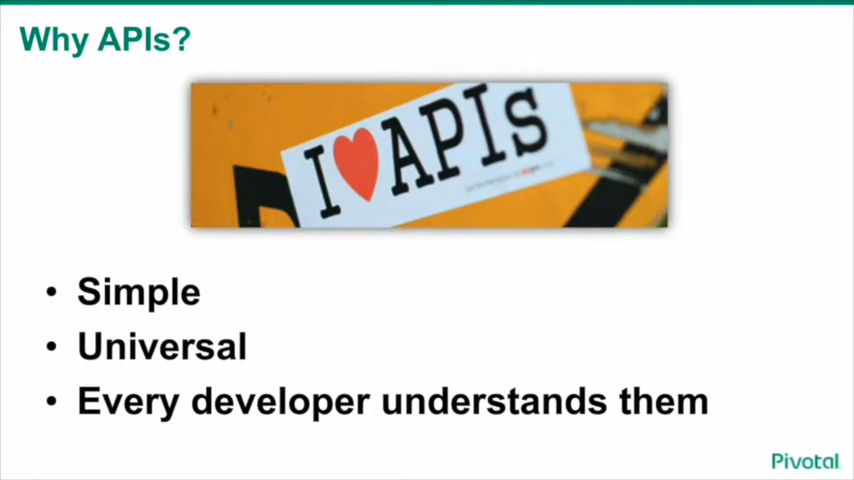 Why APIs?
I ❤ APIs
• Simple
• Universal
• Every developer understands them
Pivotal